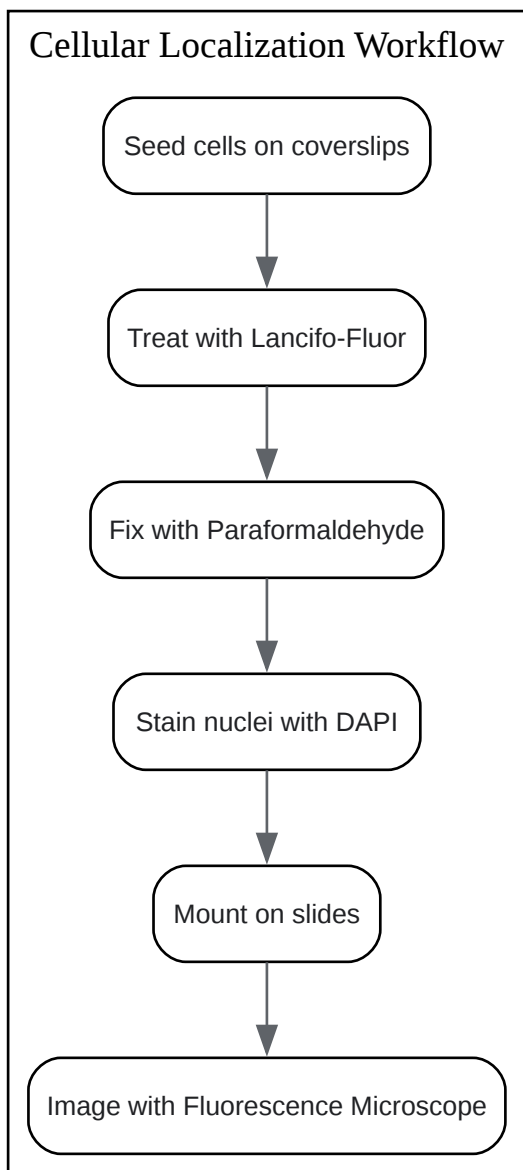 Cellular Localization Workflow
Seed cells on coverslips
Treat with Lancifo-Fluor
Fix with Paraformaldehyde
Stain nuclei with DAPI
Mount on slides
Image with Fluorescence Microscope